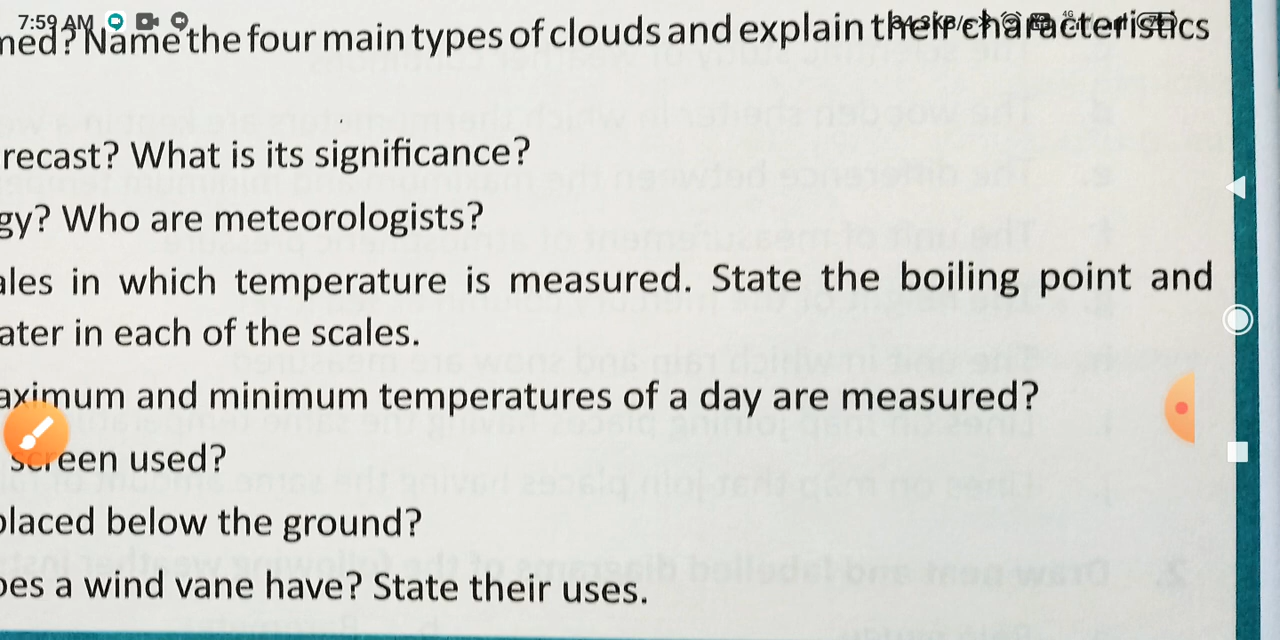 7:59 AM
ned? Name the four main types of clouds and explain their characteristics
recast? What is its significance?
gy? Who are meteorologists?
ales in which temperature is measured. State the boiling point and
ater in each of the scales.
aximum and minimum temperatures of a day are measured?
screen used?
placed below the ground?
oes a wind vane have? State their uses.